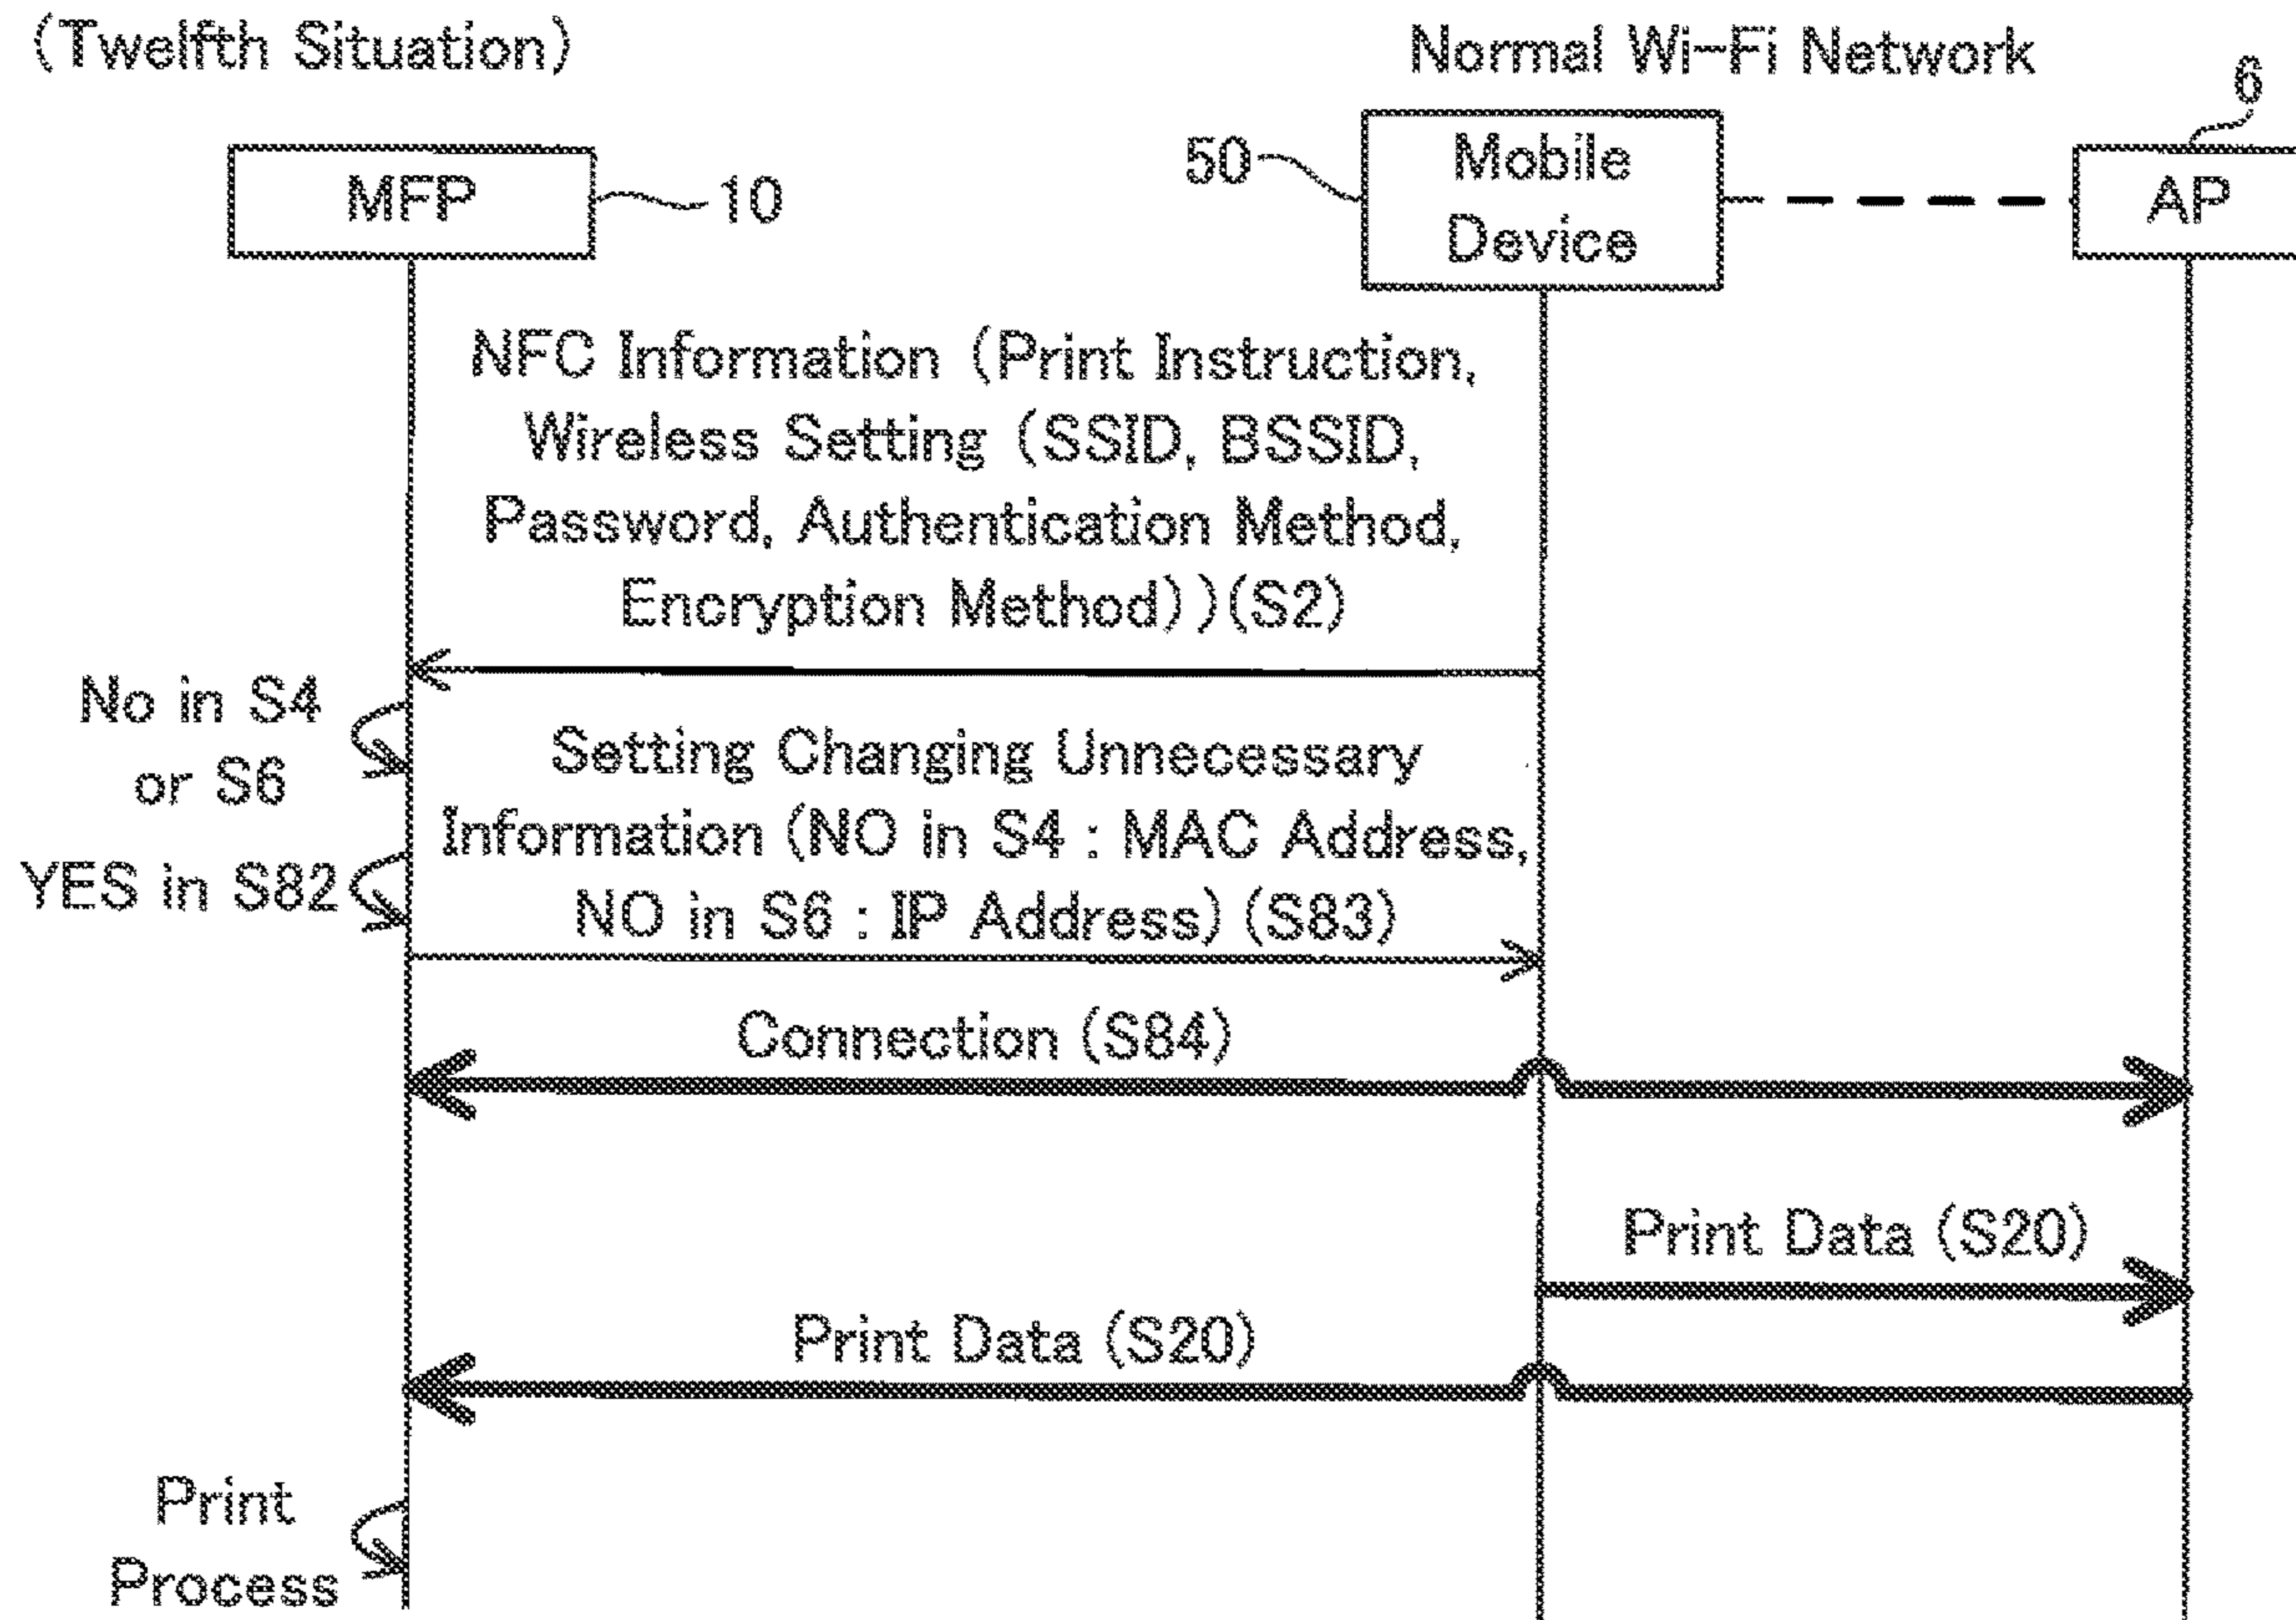 (Twelfth Situation)
Normal Wi-Fi Network
6
MFP
10
50
Mobile
Device
AP
NFC Information (Print Instruction,
Wireless Setting (SSID, BSSID,
Password, Authentication Method,
Encryption Method))(S2)
No in S4
or S6
Setting Changing Unnecessary
Information (NO in S4 : MAC Address,
NO in S6 : IP Address) (S83)
YES in S82
Connection (S84)
Print Data (S20)
Print Data (S20)
Print
Process